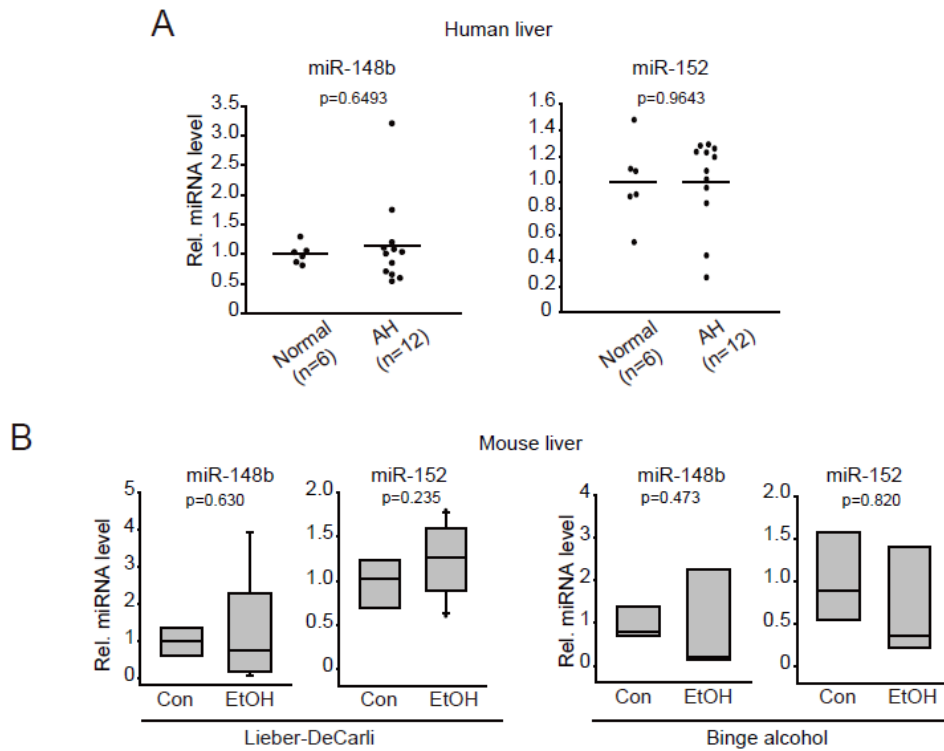 A
Human liver
miR-148b
p=0.6493
Rel. miRNA level
3.5
3.0
2.5
2.0
1.5
1.0
0.5
0
Normal
(n=6)
AH
(n=12)
miR-152
p=0.9643
1.6
1.4
1.2
1.0
0.8
0.6
0.4
0.2
0
Normal
(n=6)
AH
(n=12)
B
Mouse liver
miR-148b
p=0.630
Rel. miRNA level
5
4
3
2
1
0
Con
EtOH
miR-152
p=0.235
2.0
1.5
1.0
0.5
0
Con
EtOH
Lieber-DeCarli
miR-148b
p=0.473
Rel. miRNA level
4
3
2
1
0
Con
EtOH
miR-152
p=0.820
2.0
1.5
1.0
0.5
0
Con
EtOH
Binge alcohol